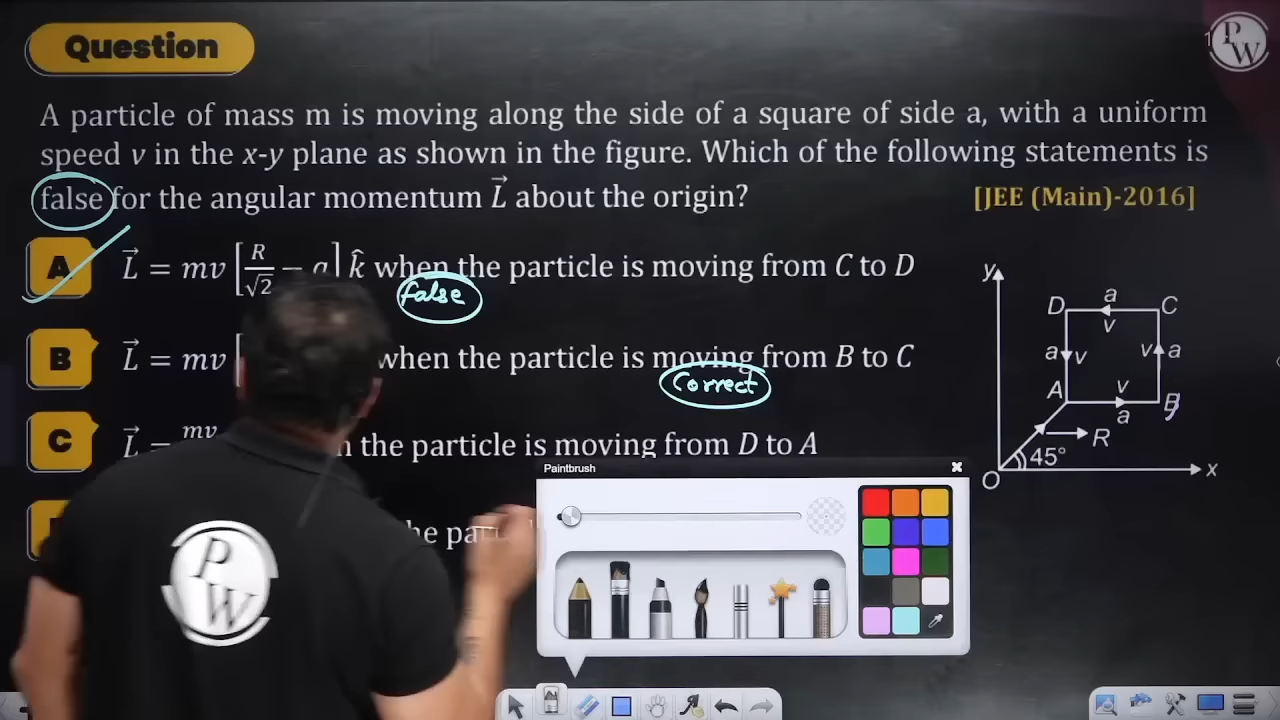 Question
A particle of mass m is moving along the side of a square of side a, with a uniform
speed v in the x-y plane as shown in the figure. Which of the following statements is
false for the angular momentum L⃗ about the origin? [JEE (Main)-2016]
A L⃗ = mv [R/√2 − a] k̂ when the particle is moving from C to D
false
B L⃗ = mv [ when the particle is moving from B to C
Correct
C L⃗ = mv the particle is moving from D to A
Paintbrush
y
D a C
v
a v v a
A v B
a
R
45°
O x
P W
P W